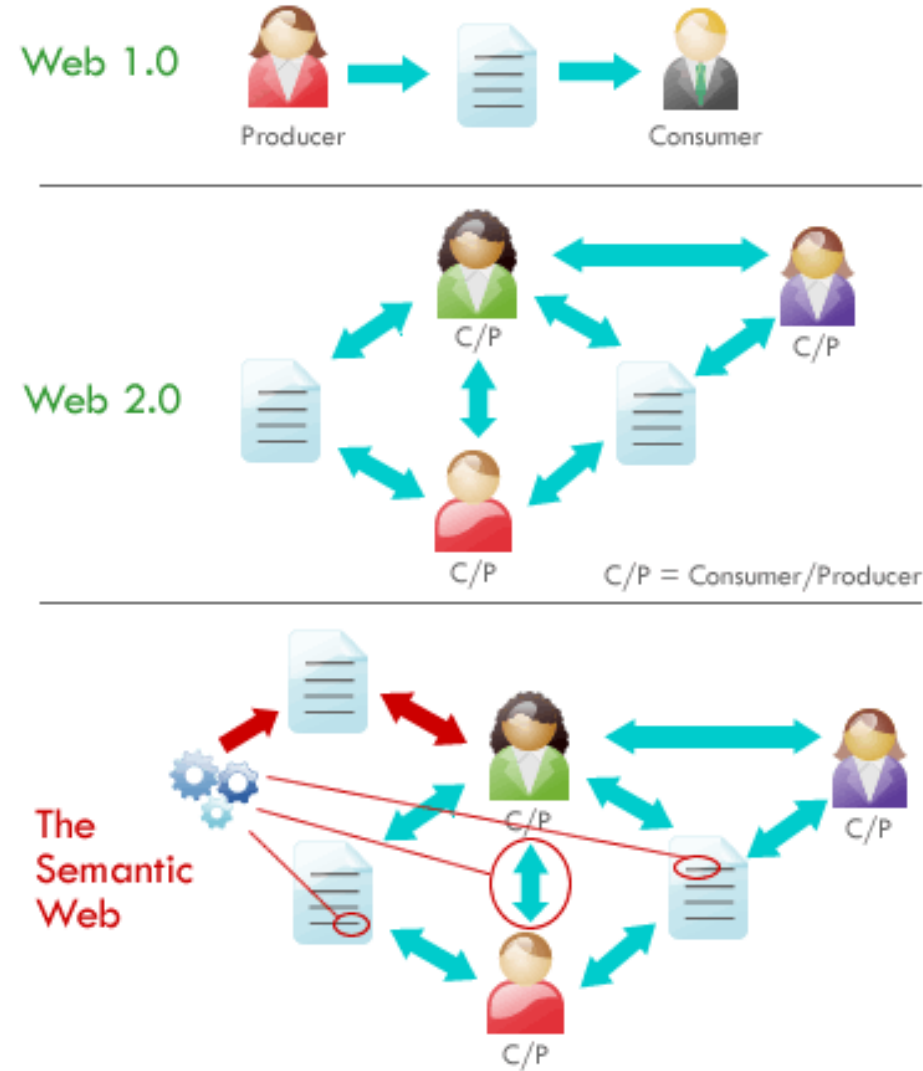 Web 1.0
Producer
Consumer
C/P
C/P
Web 2.0
C/P
C/P = Consumer/Producer
C/P
C/P
The
Semantic
Web
C/P